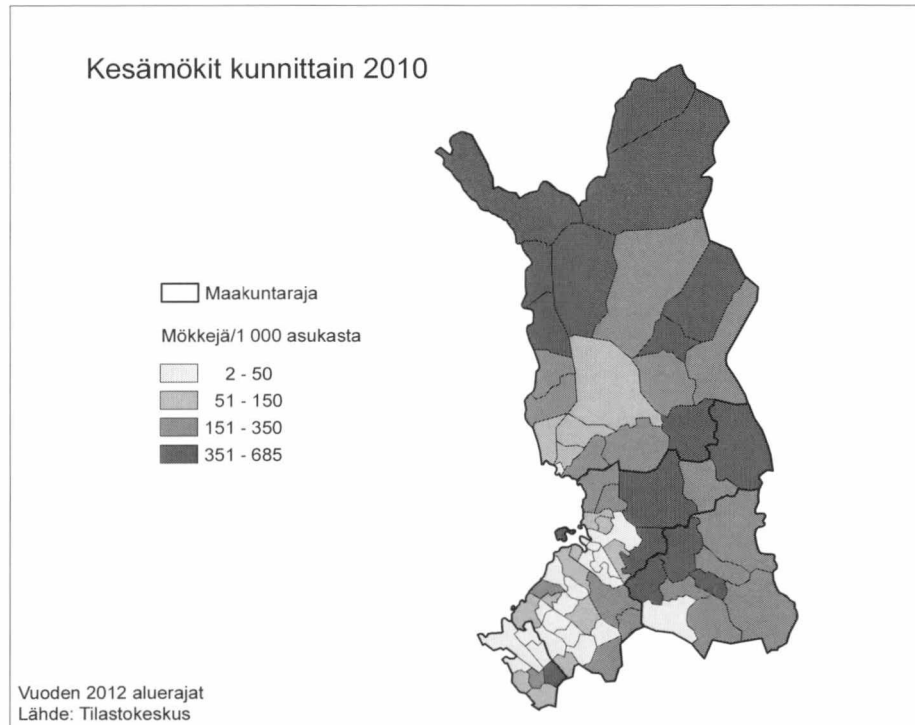 Kesämökit kunnittain 2010
Maakuntaraja
Mökkejä/1 000 asukasta
2 - 50
51 - 150
151 - 350
351 - 685
Vuoden 2012 aluerajat
Lähde: Tilastokeskus